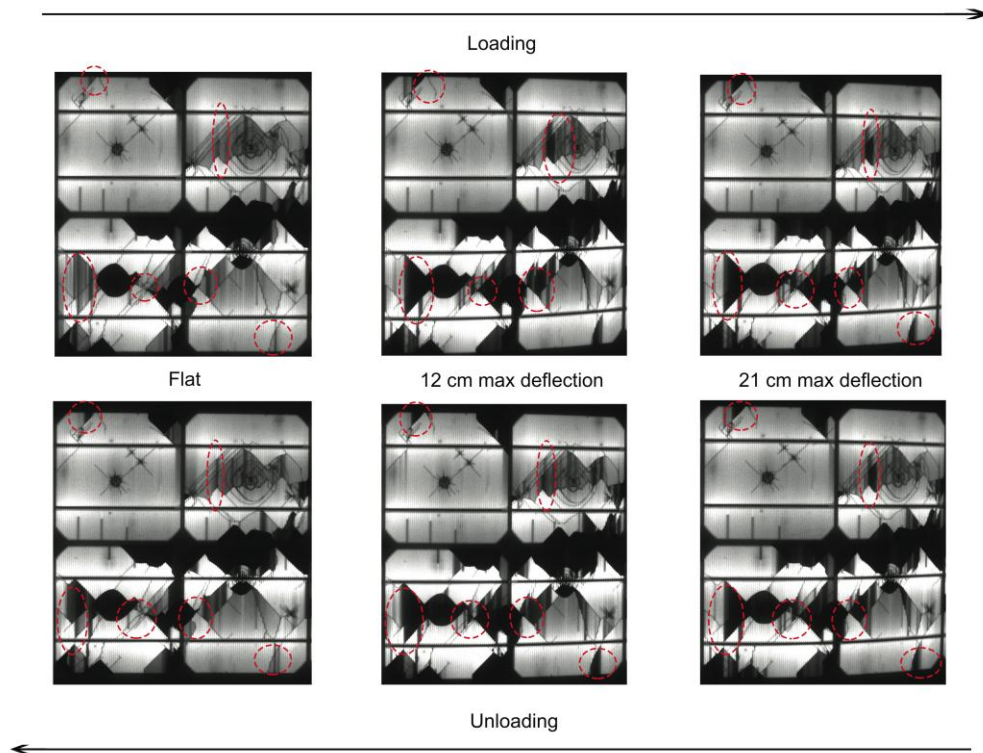 Loading
Flat
12 cm max deflection
21 cm max deflection
Unloading